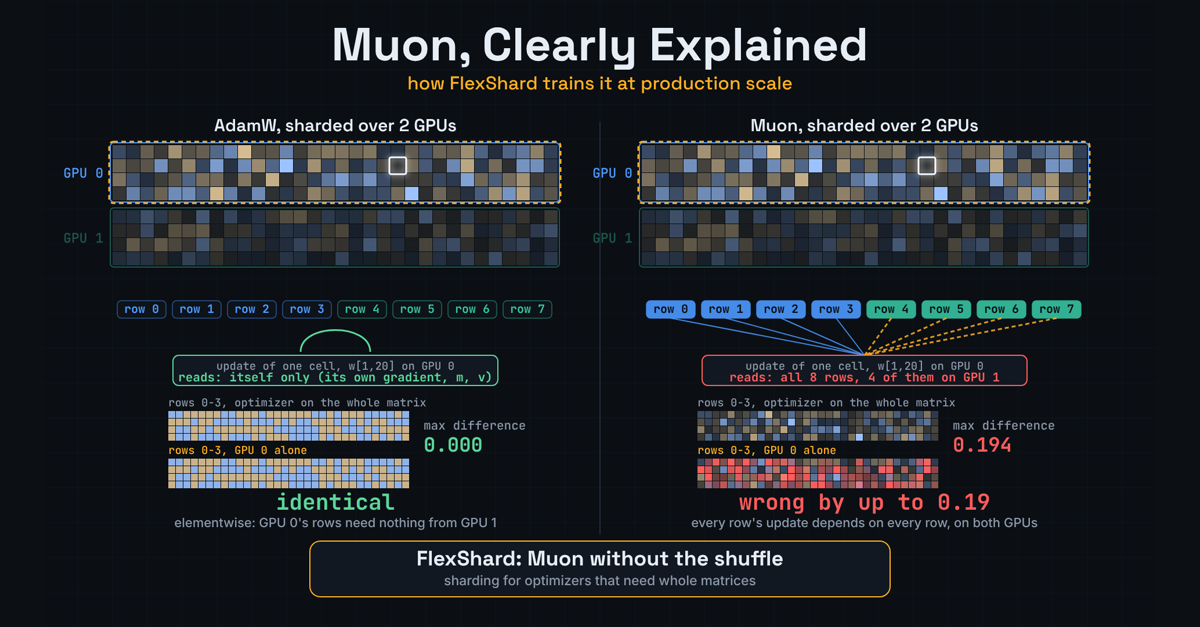 Muon, Clearly Explained
how FlexShard trains it at production scale
AdamW, sharded over 2 GPUs
GPU 0
GPU 1
row 0 row 1 row 2 row 3 row 4 row 5 row 6 row 7
update of one cell, w[1,20] on GPU 0
reads: itself only (its own gradient, m, v)
rows 0-3, optimizer on the whole matrix
max difference
0.000
rows 0-3, GPU 0 alone
identical
elementwise: GPU 0's rows need nothing from GPU 1
Muon, sharded over 2 GPUs
GPU 0
GPU 1
row 0 row 1 row 2 row 3 row 4 row 5 row 6 row 7
update of one cell, w[1,20] on GPU 0
reads: all 8 rows, 4 of them on GPU 1
rows 0-3, optimizer on the whole matrix
max difference
0.194
rows 0-3, GPU 0 alone
wrong by up to 0.19
every row's update depends on every row, on both GPUs
FlexShard: Muon without the shuffle
sharding for optimizers that need whole matrices